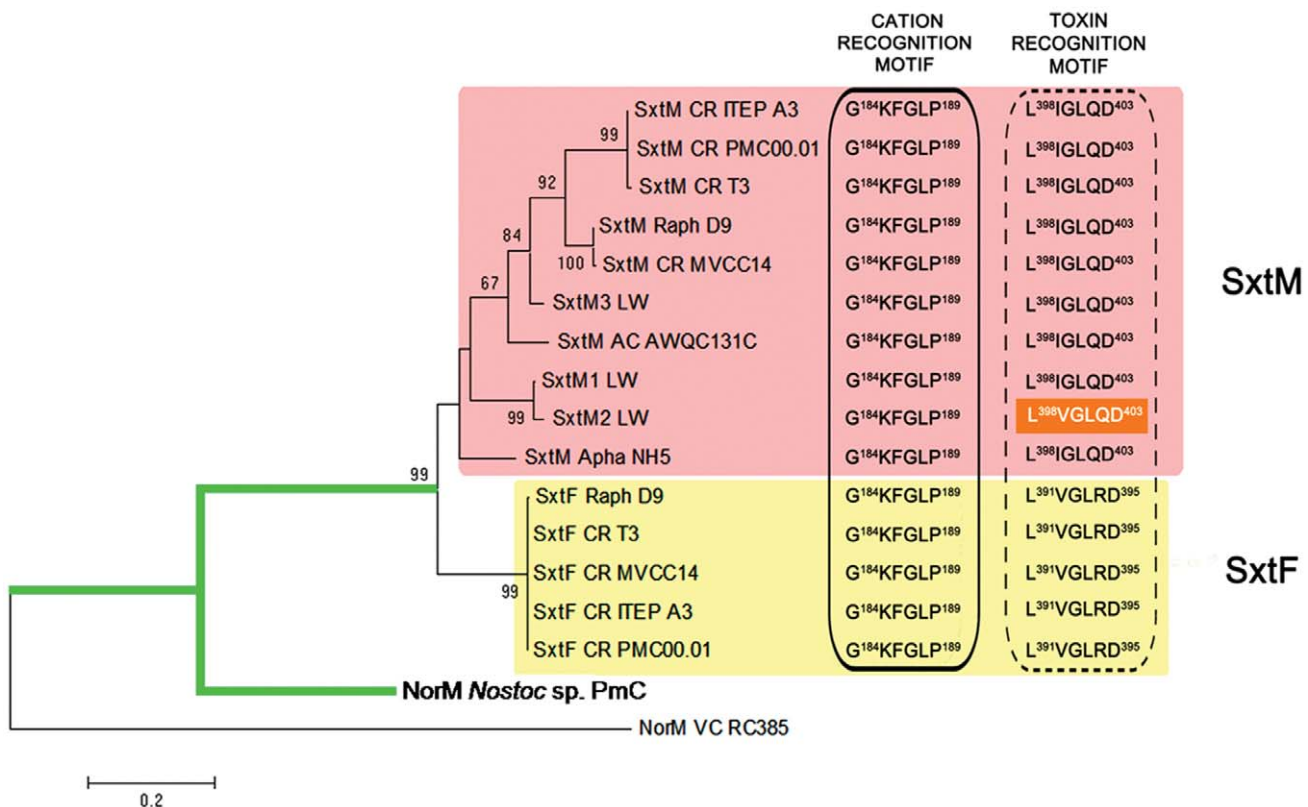 CATION
RECOGNITION
MOTIF
TOXIN
RECOGNITION
MOTIF
SxtM CR ITEP A3 G¹⁸⁴KFGLP¹⁸⁹ L³⁹⁸IGLQD⁴⁰³
99
SxtM CR PMC00.01 G¹⁸⁴KFGLP¹⁸⁹ L³⁹⁸IGLQD⁴⁰³
92
SxtM CR T3 G¹⁸⁴KFGLP¹⁸⁹ L³⁹⁸IGLQD⁴⁰³
84
SxtM Raph D9 G¹⁸⁴KFGLP¹⁸⁹ L³⁹⁸IGLQD⁴⁰³
100
SxtM CR MVCC14 G¹⁸⁴KFGLP¹⁸⁹ L³⁹⁸IGLQD⁴⁰³
67
SxtM
SxtM3 LW G¹⁸⁴KFGLP¹⁸⁹ L³⁹⁸IGLQD⁴⁰³
SxtM AC AWQC131C G¹⁸⁴KFGLP¹⁸⁹ L³⁹⁸IGLQD⁴⁰³
SxtM1 LW G¹⁸⁴KFGLP¹⁸⁹ L³⁹⁸IGLQD⁴⁰³
99
SxtM2 LW G¹⁸⁴KFGLP¹⁸⁹ L³⁹⁸VGLQD⁴⁰³
SxtM Apha NH5 G¹⁸⁴KFGLP¹⁸⁹ L³⁹⁸IGLQD⁴⁰³
99
SxtF Raph D9 G¹⁸⁴KFGLP¹⁸⁹ L³⁹¹VGLRD³⁹⁵
SxtF CR T3 G¹⁸⁴KFGLP¹⁸⁹ L³⁹¹VGLRD³⁹⁵
SxtF CR MVCC14 G¹⁸⁴KFGLP¹⁸⁹ L³⁹¹VGLRD³⁹⁵
SxtF
99
SxtF CR ITEP A3 G¹⁸⁴KFGLP¹⁸⁹ L³⁹¹VGLRD³⁹⁵
SxtF CR PMC00.01 G¹⁸⁴KFGLP¹⁸⁹ L³⁹¹VGLRD³⁹⁵
NorM Nostoc sp. PmC
NorM VC RC385
0.2